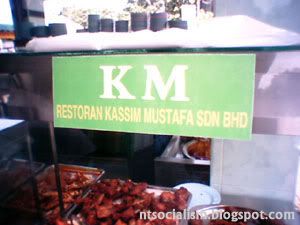 KM
RESTORAN KASSIM MUSTAFA SDN BHD
ntsocialist.blogspot.com